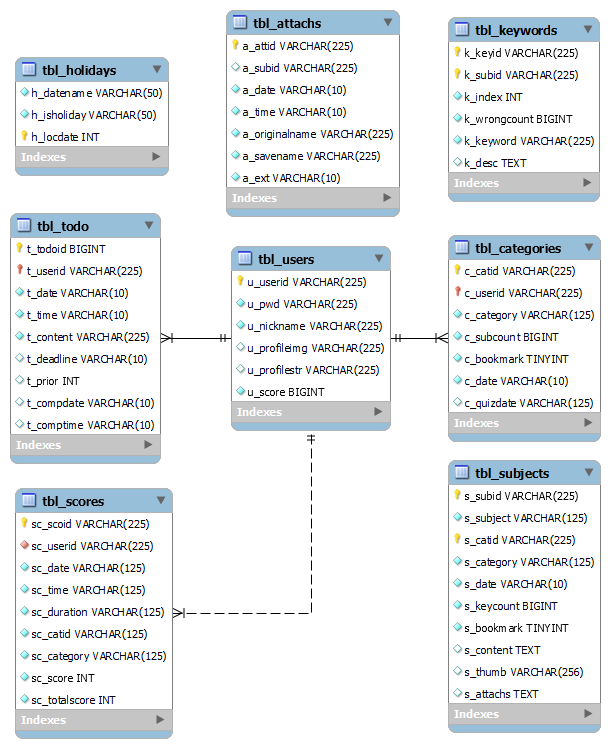 tbl_attachs
a_attid VARCHAR(225)
a_subid VARCHAR(225)
a_date VARCHAR(10)
a_time VARCHAR(10)
a_originalname VARCHAR(225)
a_savename VARCHAR(225)
a_ext VARCHAR(10)
Indexes
tbl_keywords
k_keyid VARCHAR(225)
k_subid VARCHAR(225)
k_index INT
k_wrongcount BIGINT
k_keyword VARCHAR(225)
k_desc TEXT
Indexes
tbl_holidays
h_datename VARCHAR(50)
h_isholiday VARCHAR(50)
h_locdate INT
Indexes
tbl_todo
t_todoid BIGINT
t_userid VARCHAR(225)
t_date VARCHAR(10)
t_time VARCHAR(10)
t_content VARCHAR(225)
t_deadline VARCHAR(10)
t_prior INT
t_compdate VARCHAR(10)
t_comptime VARCHAR(10)
Indexes
tbl_users
u_userid VARCHAR(225)
u_pwd VARCHAR(225)
u_nickname VARCHAR(225)
u_profileimg VARCHAR(225)
u_profilestr VARCHAR(225)
u_score BIGINT
Indexes
tbl_categories
c_catid VARCHAR(225)
c_userid VARCHAR(225)
c_category VARCHAR(125)
c_subcount BIGINT
c_bookmark TINYINT
c_date VARCHAR(10)
c_quizdate VARCHAR(125)
Indexes
tbl_scores
sc_scoid VARCHAR(225)
sc_userid VARCHAR(225)
sc_date VARCHAR(125)
sc_time VARCHAR(125)
sc_duration VARCHAR(125)
sc_catid VARCHAR(125)
sc_category VARCHAR(125)
sc_score INT
sc_totalscore INT
Indexes
tbl_subjects
s_subid VARCHAR(225)
s_subject VARCHAR(125)
s_catid VARCHAR(225)
s_category VARCHAR(125)
s_date VARCHAR(10)
s_keycount BIGINT
s_bookmark TINYINT
s_content TEXT
s_thumb VARCHAR(256)
s_attachs TEXT
Indexes